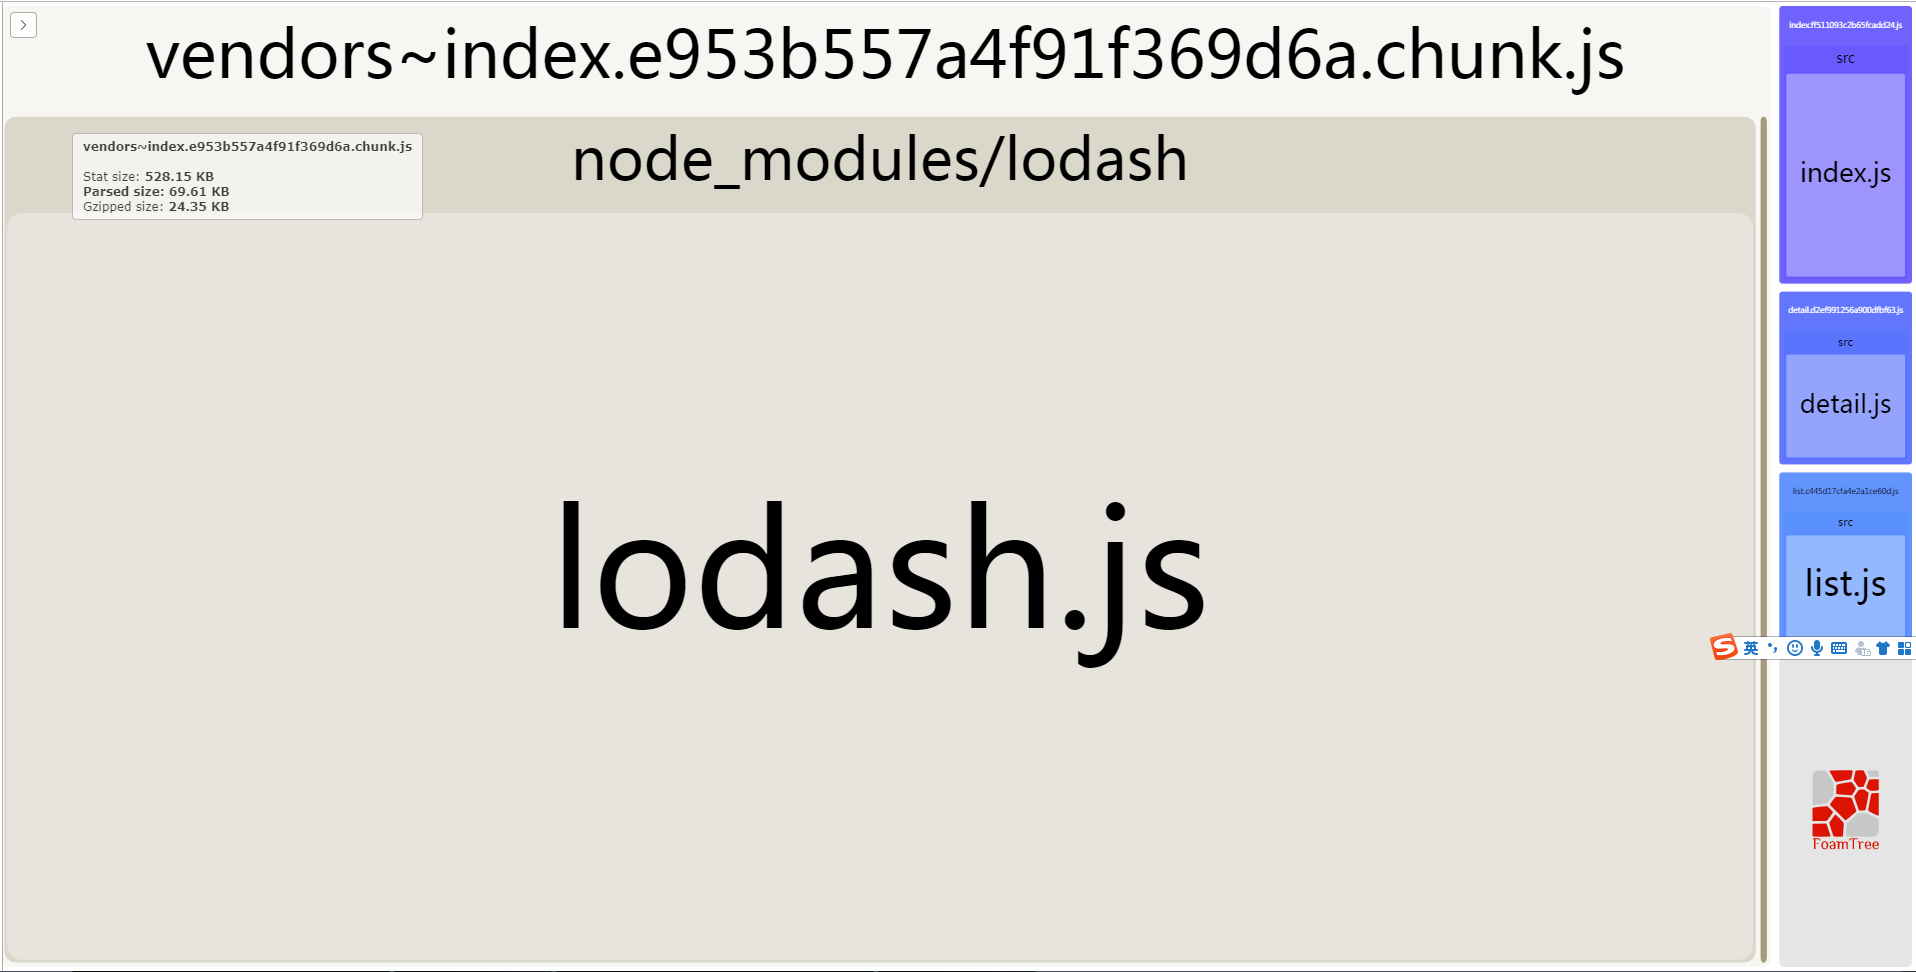 vendors~index.e953b557a4f91f369d6a.chunk.js
node_modules/lodash
vendors~index.e953b557a4f91f369d6a.chunk.js
Stat size: 528.15 KB
Parsed size: 69.61 KB
Gzipped size: 24.35 KB
lodash.js
index.ff511093c2b65fcadd24.js
src
index.js
detail.d2ef991256a900dfbf63.js
src
detail.js
list.c445d17cfa4e2a1ce60d.js
src
list.js
英
FoamTree